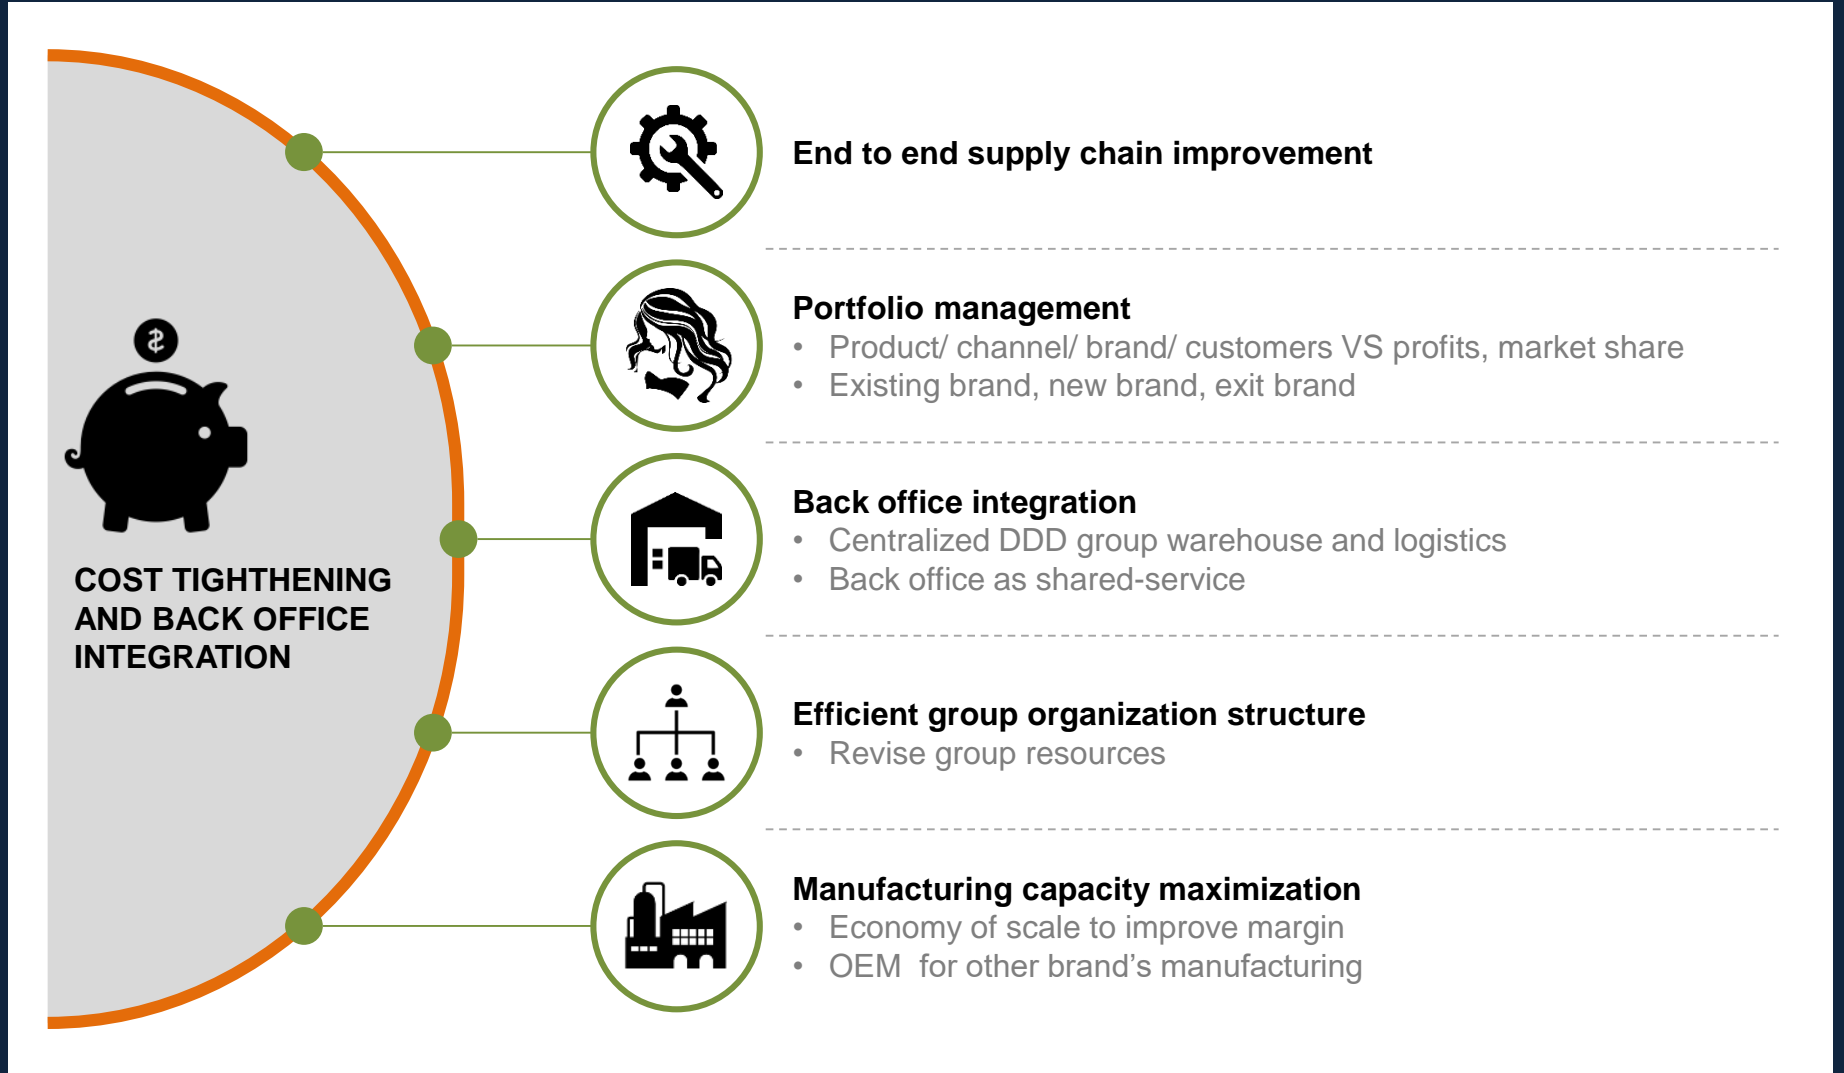 COST TIGHTHENING
AND BACK OFFICE
INTEGRATION
End to end supply chain improvement
Portfolio management
• Product/ channel/ brand/ customers VS profits, market share
• Existing brand, new brand, exit brand
Back office integration
• Centralized DDD group warehouse and logistics
• Back office as shared-service
Efficient group organization structure
• Revise group resources
Manufacturing capacity maximization
• Economy of scale to improve margin
• OEM  for other brand’s manufacturing